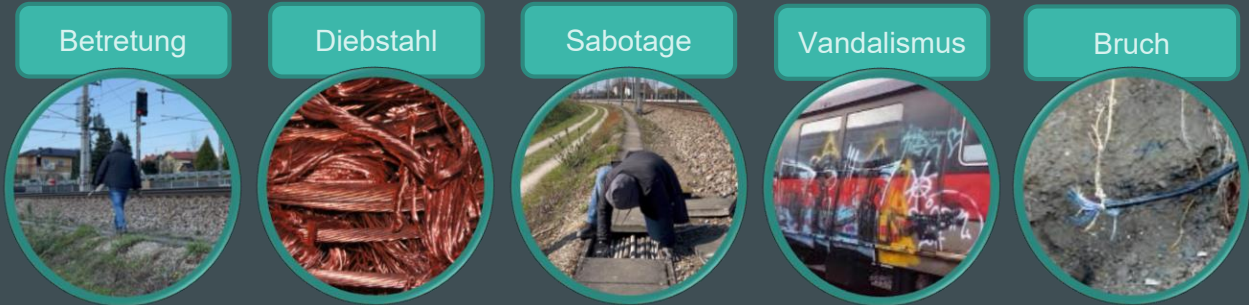 Betretung
Diebstahl
Sabotage
Vandalismus
Bruch